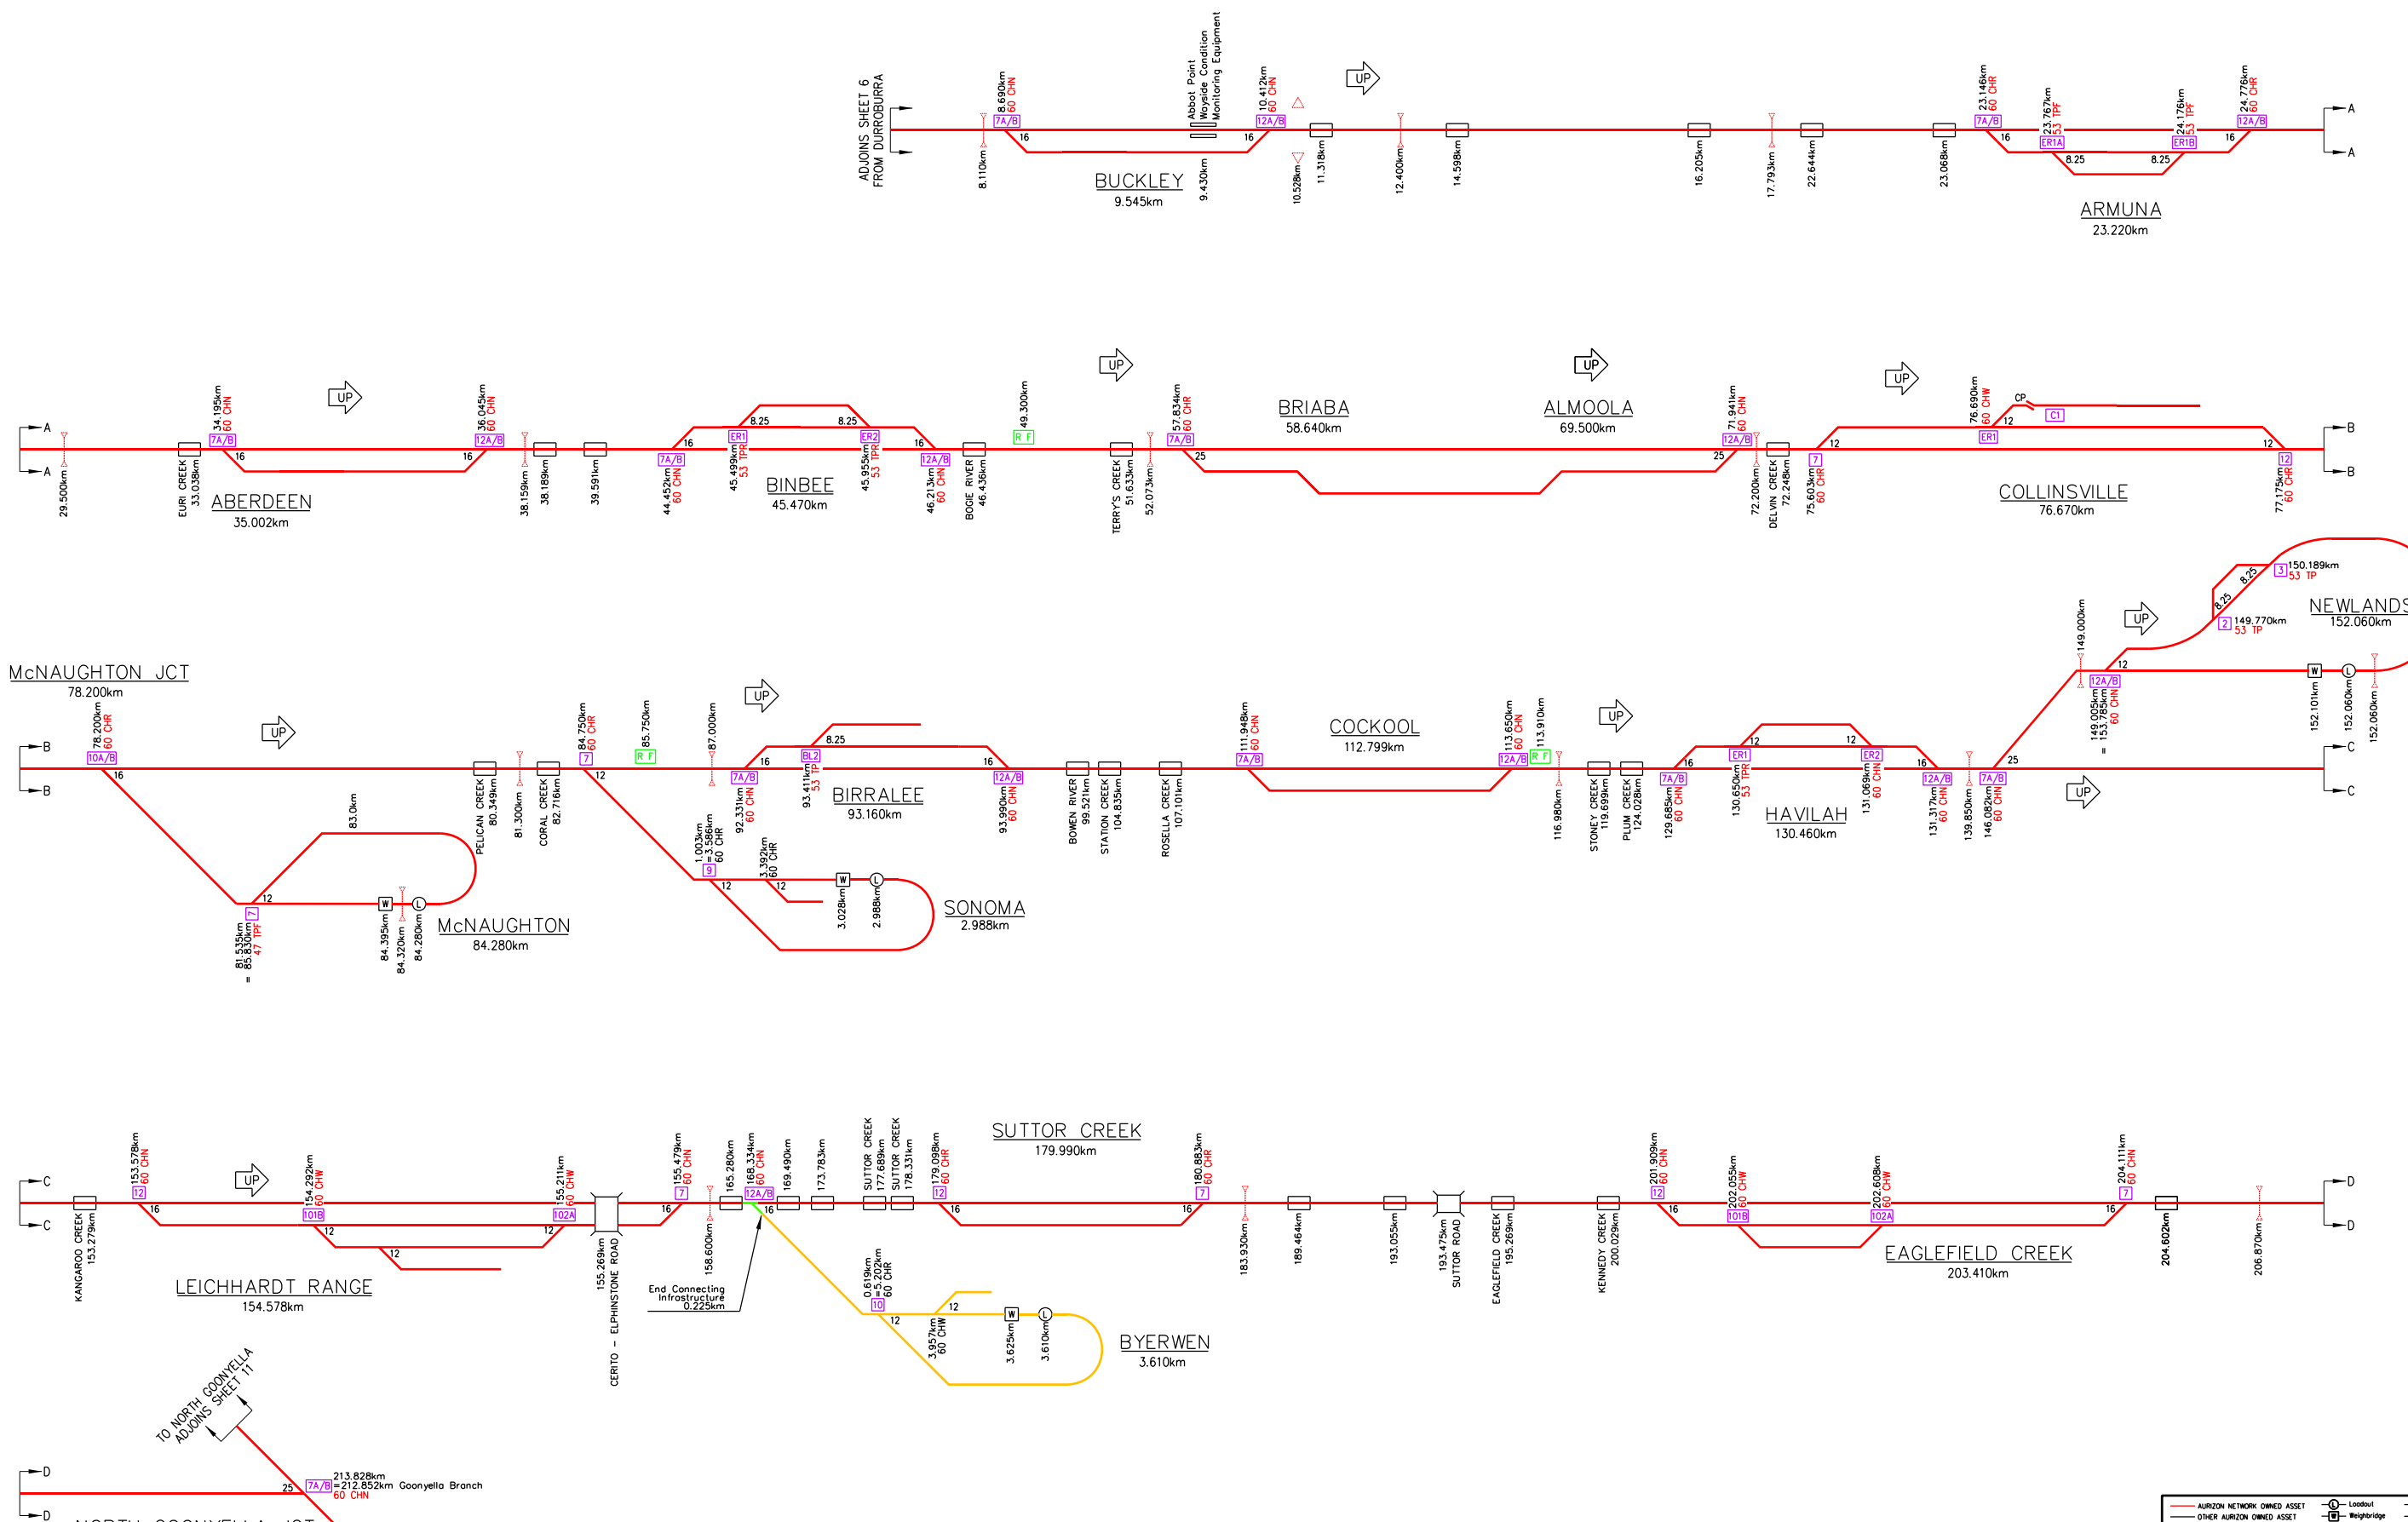 ADJOINS SHEET 6
FROM DURROBURRA
8.110km
7A/B
8.690km
60 CHN
16
BUCKLEY
9.545km
Abbot Point
Wayside Condition
Monitoring Equipment
9.430km
16
12A/B
10.412km
60 CHN
10.528km
11.318km
UP
12.400km
14.598km
16.205km
17.793km
22.644km
23.068km
7A/B
23.146km
60 CHR
16
ER1A
23.767km
53 TPF
8.25
8.25
ER1B
24.176km
53 TPF
16
12A/B
24.776km
60 CHR
ARMUNA
23.220km
A
A
A
A
29.500km
EURI CREEK
33.038km
7A/B
34.195km
60 CHN
16
ABERDEEN
35.002km
UP
16
12A/B
36.045km
60 CHN
38.159km
38.189km
39.591km
7A/B
44.452km
60 CHN
16
ER1
45.499km
53 TPR
8.25
8.25
BINBEE
45.470km
ER2
45.955km
53 TPR
16
12A/B
46.213km
60 CHN
BOGIE RIVER
46.436km
49.300km
R F
UP
TERRY'S CREEK
51.633km
52.073km
7A/B
57.834km
60 CHR
25
BRIABA
58.640km
UP
ALMOOLA
69.500km
25
12A/B
71.941km
60 CHN
72.200km
DELVIN CREEK
72.248km
7
75.603km
60 CHR
12
UP
76.690km
60 CHW
ER1
12
CP
C1
COLLINSVILLE
76.670km
12
12
77.175km
60 CHR
B
B
McNAUGHTON JCT
78.200km
B
B
10A/B
78.200km
60 CHR
16
UP
83.0km
12
7
81.535km
= 85.830km
47 TPF
W
84.395km
84.320km
L
84.280km
McNAUGHTON
84.280km
PELICAN CREEK
80.349km
81.300km
CORAL CREEK
82.716km
7
84.750km
60 CHR
12
85.750km
R F
87.000km
UP
7A/B
92.331km
60 CHN
16
BL2
93.411km
53 TP
8.25
BIRRALEE
93.160km
16
12A/B
93.990km
60 CHN
1.003km
=3.586km
60 CHR
9
12
3.392km
60 CHR
12
W
3.028km
L
2.988km
SONOMA
2.988km
BOWEN RIVER
99.521km
STATION CREEK
104.835km
ROSELLA CREEK
107.101km
7A/B
111.948km
60 CHN
16
COCKOOL
112.799km
16
12A/B
113.650km
60 CHN
113.910km
R F
116.980km
UP
STONEY CREEK
119.699km
PLUM CREEK
124.028km
7A/B
129.685km
60 CHN
16
ER1
130.650km
53 TPR
12
12
HAVILAH
130.460km
ER2
131.069km
60 CHN
16
12A/B
131.317km
60 CHN
139.850km
7A/B
146.082km
60 CHN
25
UP
C
C
149.000km
UP
12
12A/B
149.005km
= 153.785km
60 CHN
2
149.770km
53 TP
8.25
8.25
3
150.189km
53 TP
NEWLANDS
152.060km
W
152.101km
L
152.060km
152.060km
C
C
KANGAROO CREEK
153.279km
12
153.578km
60 CHN
16
UP
101B
154.292km
60 CHW
12
12
LEICHHARDT RANGE
154.578km
12
102A
155.211km
60 CHW
155.269km
CERITO - ELPHINSTONE ROAD
16
7
155.479km
60 CHN
158.600km
165.280km
12A/B
168.334km
60 CHN
16
End Connecting
Infrastructure
0.225km
169.490km
173.783km
SUTTOR CREEK
177.689km
SUTTOR CREEK
178.331km
12
179.098km
60 CHR
16
SUTTOR CREEK
179.990km
16
7
180.883km
60 CHR
0.619km
=5.202km
60 CHR
10
12
3.957km
60 CHW
12
W
3.625km
L
3.610km
BYERWEN
3.610km
183.930km
189.464km
193.055km
193.475km
SUTTOR ROAD
EAGLEFIELD CREEK
195.269km
KENNEDY CREEK
200.029km
12
201.909km
60 CHN
16
101B
202.055km
60 CHW
12
12
102A
202.608km
60 CHW
EAGLEFIELD CREEK
203.410km
16
7
204.111km
60 CHN
204.602km
206.870km
D
D
TO NORTH GOONYELLA
ADJOINS SHEET 11
D
D
25
7A/B
213.828km
=212.852km Goonyella Branch
60 CHN
NORTH GOONYELLA JCT
AURIZON NETWORK OWNED ASSET
L Loadout
OTHER AURIZON OWNED ASSET
W Weighbridge